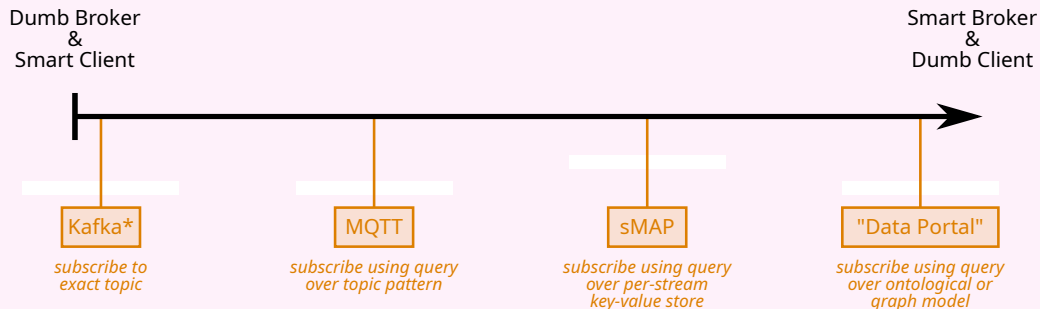 Dumb Broker
&
Smart Client
Smart Broker
&
Dumb Client
Kafka*
subscribe to
exact topic
MQTT
subscribe using query
over topic pattern
sMAP
subscribe using query
over per-stream
key-value store
"Data Portal"
subscribe using query
over ontological or
graph model